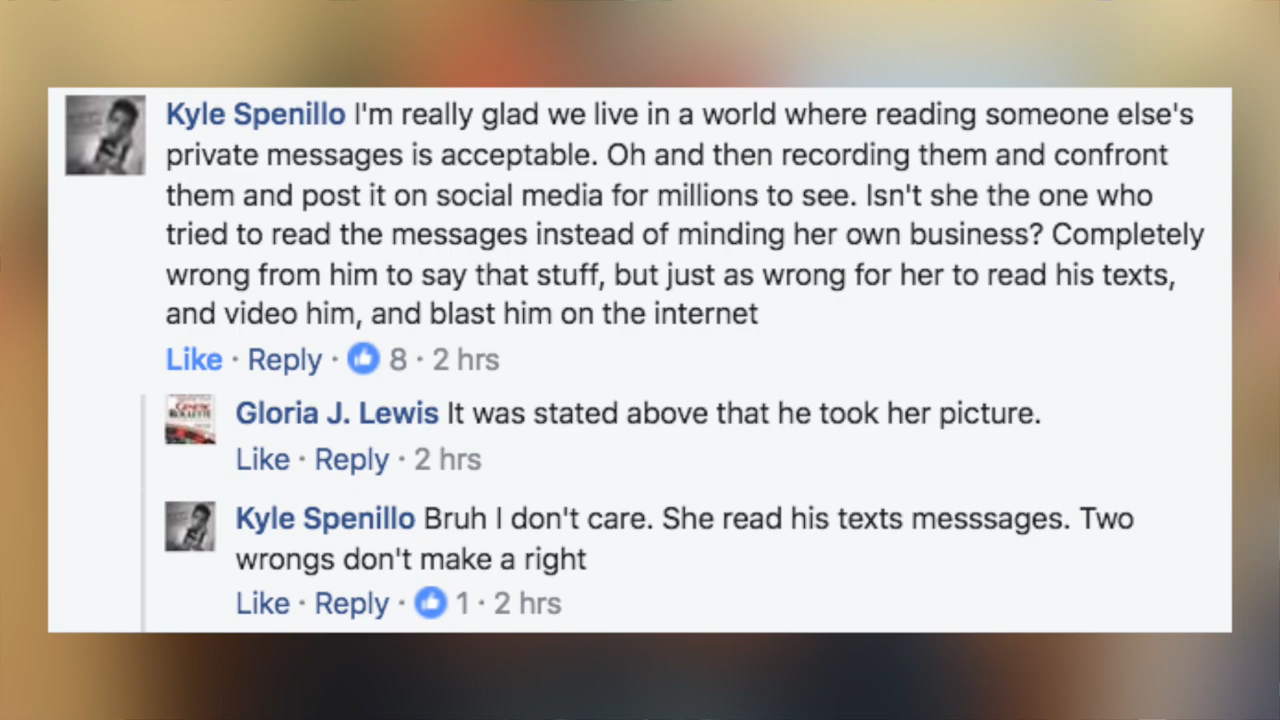 Kyle Spenillo I'm really glad we live in a world where reading someone else's
private messages is acceptable. Oh and then recording them and confront
them and post it on social media for millions to see. Isn't she the one who
tried to read the messages instead of minding her own business? Completely
wrong from him to say that stuff, but just as wrong for her to read his texts,
and video him, and blast him on the internet
Like · Reply · 8 · 2 hrs
Gloria J. Lewis It was stated above that he took her picture.
Like · Reply · 2 hrs
Kyle Spenillo Bruh I don't care. She read his texts messsages. Two
wrongs don't make a right
Like · Reply · 1 · 2 hrs